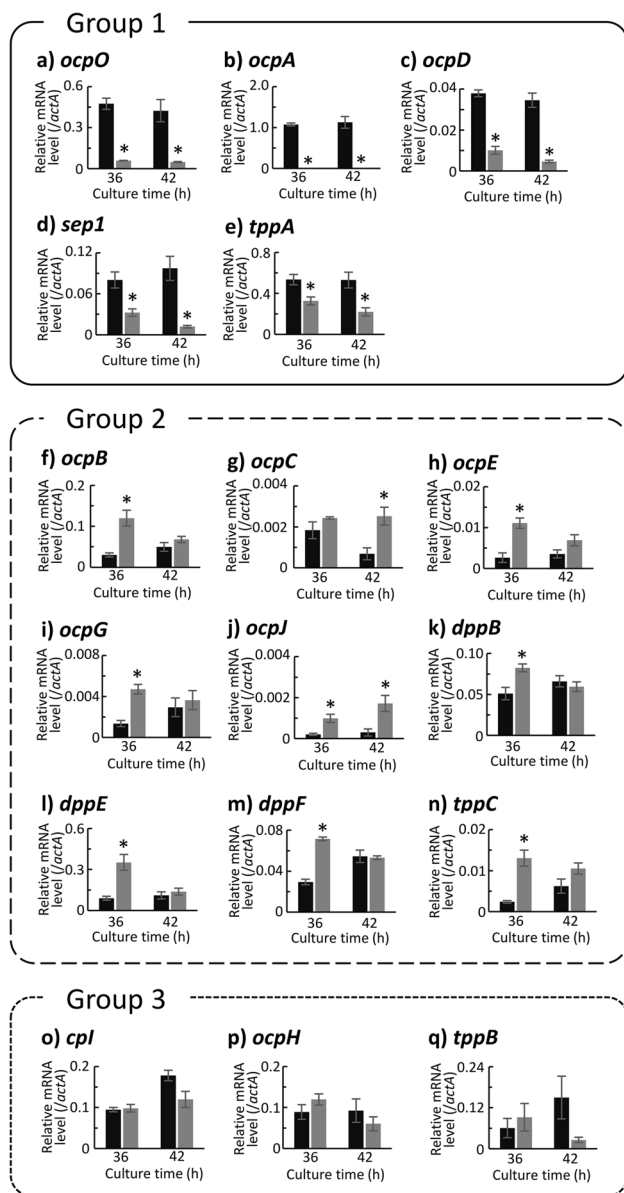 Group 1
a) ocpO
Relative mRNA
level (/actA)
0.6
0.3
0
* *
36 42
Culture time (h)
b) ocpA
Relative mRNA
level (/actA)
2.0
1.0
0
* *
36 42
Culture time (h)
c) ocpD
Relative mRNA
level (/actA)
0.04
0.02
0
* *
36 42
Culture time (h)
d) sep1
Relative mRNA
level (/actA)
0.12
0.06
0
* *
36 42
Culture time (h)
e) tppA
Relative mRNA
level (/actA)
0.8
0.4
0
* *
36 42
Culture time (h)
Group 2
f) ocpB
Relative mRNA
level (/actA)
0.2
0.1
0
*
36 42
Culture time (h)
g) ocpC
Relative mRNA
level (/actA)
0.004
0.002
0
*
36 42
Culture time (h)
h) ocpE
Relative mRNA
level (/actA)
0.02
0.01
0
*
36 42
Culture time (h)
i) ocpG
Relative mRNA
level (/actA)
0.008
0.004
0
*
36 42
Culture time (h)
j) ocpJ
Relative mRNA
level (/actA)
0.004
0.002
0
* *
36 42
Culture time (h)
k) dppB
Relative mRNA
level (/actA)
0.10
0.05
0
*
36 42
Culture time (h)
l) dppE
Relative mRNA
level (/actA)
0.6
0.3
0
*
36 42
Culture time (h)
m) dppF
Relative mRNA
level (/actA)
0.08
0.04
0
*
36 42
Culture time (h)
n) tppC
Relative mRNA
level (/actA)
0.02
0.01
0
*
36 42
Culture time (h)
Group 3
o) cpI
Relative mRNA
level (/actA)
0.2
0.1
0
36 42
Culture time (h)
p) ocpH
Relative mRNA
level (/actA)
0.2
0.1
0
36 42
Culture time (h)
q) tppB
Relative mRNA
level (/actA)
0.24
0.12
0
36 42
Culture time (h)